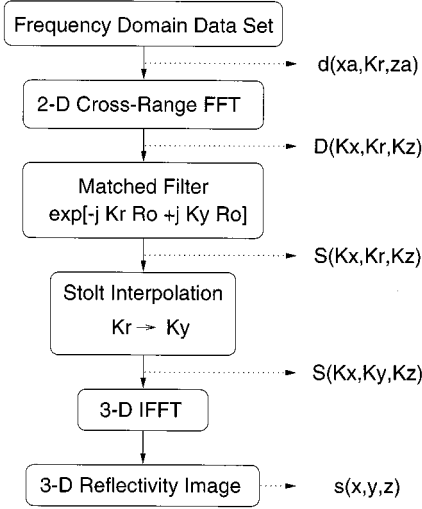 Frequency Domain Data Set
d(xa,Kr,za)
2-D Cross-Range FFT
D(Kx,Kr,Kz)
Matched Filter
exp[-j Kr Ro +j Ky Ro]
S(Kx,Kr,Kz)
Stolt Interpolation
Kr → Ky
S(Kx,Ky,Kz)
3-D IFFT
3-D Reflectivity Image
s(x,y,z)